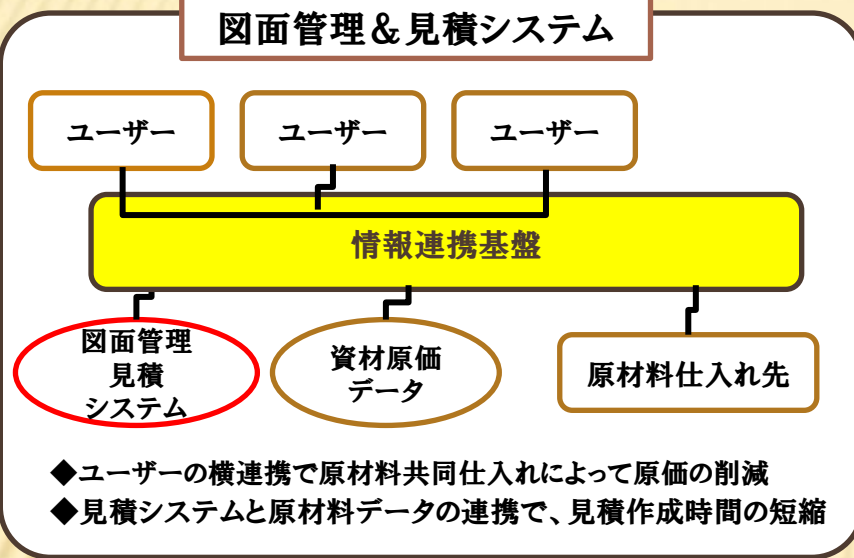 図面管理&見積システム
ユーザー
ユーザー
ユーザー
情報連携基盤
図面管理
見積
システム
資材原価
データ
原材料仕入れ先
◆ユーザーの横連携で原材料共同仕入れによって原価の削減
◆見積システムと原材料データの連携で、見積作成時間の短縮